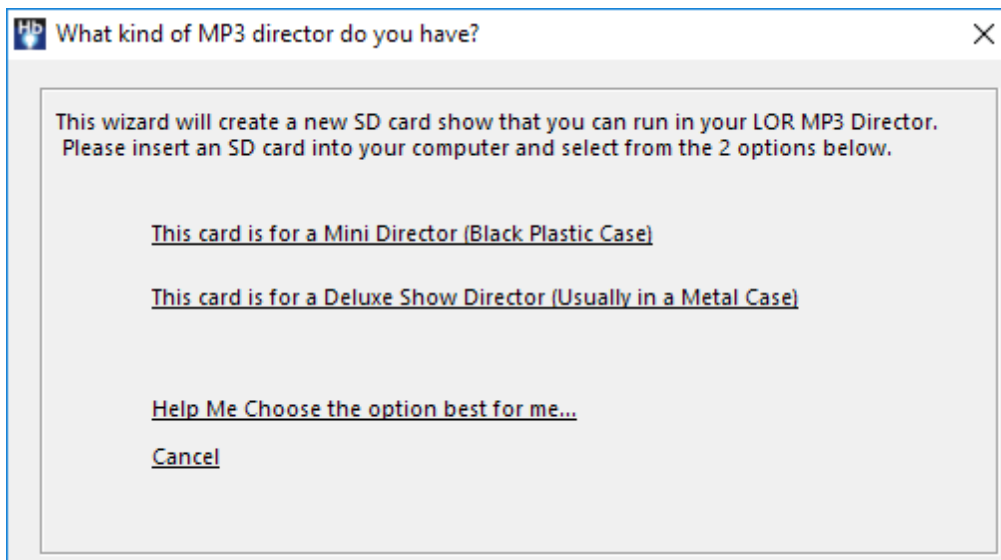 Hb What kind of MP3 director do you have?
This wizard will create a new SD card show that you can run in your LOR MP3 Director.
Please insert an SD card into your computer and select from the 2 options below.
This card is for a Mini Director (Black Plastic Case)
This card is for a Deluxe Show Director (Usually in a Metal Case)
Help Me Choose the option best for me...
Cancel